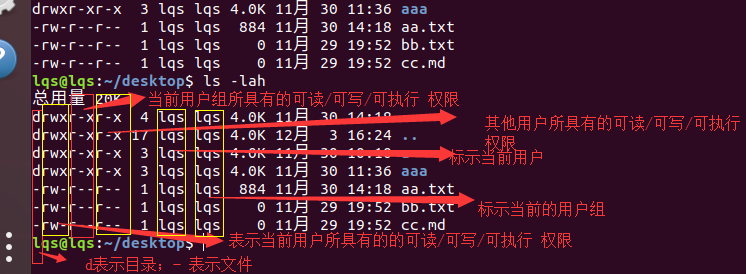 drwxr-xr-x 4 lqs lqs 4.0K 11月 30 11:36 aaa
-rw-r--r-- 1 lqs lqs 884 11月 30 14:18 aa.txt
-rw-r--r-- 1 lqs lqs 0 11月 29 19:52 bb.txt
-rw-r--r-- 1 lqs lqs 0 11月 29 19:52 cc.md
lqs@lqs:~/desktop$ ls -lah
总用量 20K
当前用户组所具有的可读/可写/可执行 权限
drwxr-xr-x 4 lqs lqs 4.0K 11月 30 14:18
其他用户所具有的可读/可写/可执行
权限
drwxr-xr-x 17 lqs lqs 4.0K 12月 3 16:24 ..
drwxr-xr-x 3 lqs lqs 4.0K 11月 30
标示当前用户
drwxr-xr-x 3 lqs lqs 4.0K 11月 30 11:36 aaa
-rw-r--r-- 1 lqs lqs 884 11月 30 14:18 aa.txt
-rw-r--r-- 1 lqs lqs 0 11月 29 19:52 bb.txt
标示当前的用户组
-rw-r--r-- 1 lqs lqs 0 11月 29 19:52 cc.md
lqs@lqs:~/desktop$
表示当前用户所具有的的可读/可写/可执行 权限
d表示目录；- 表示文件